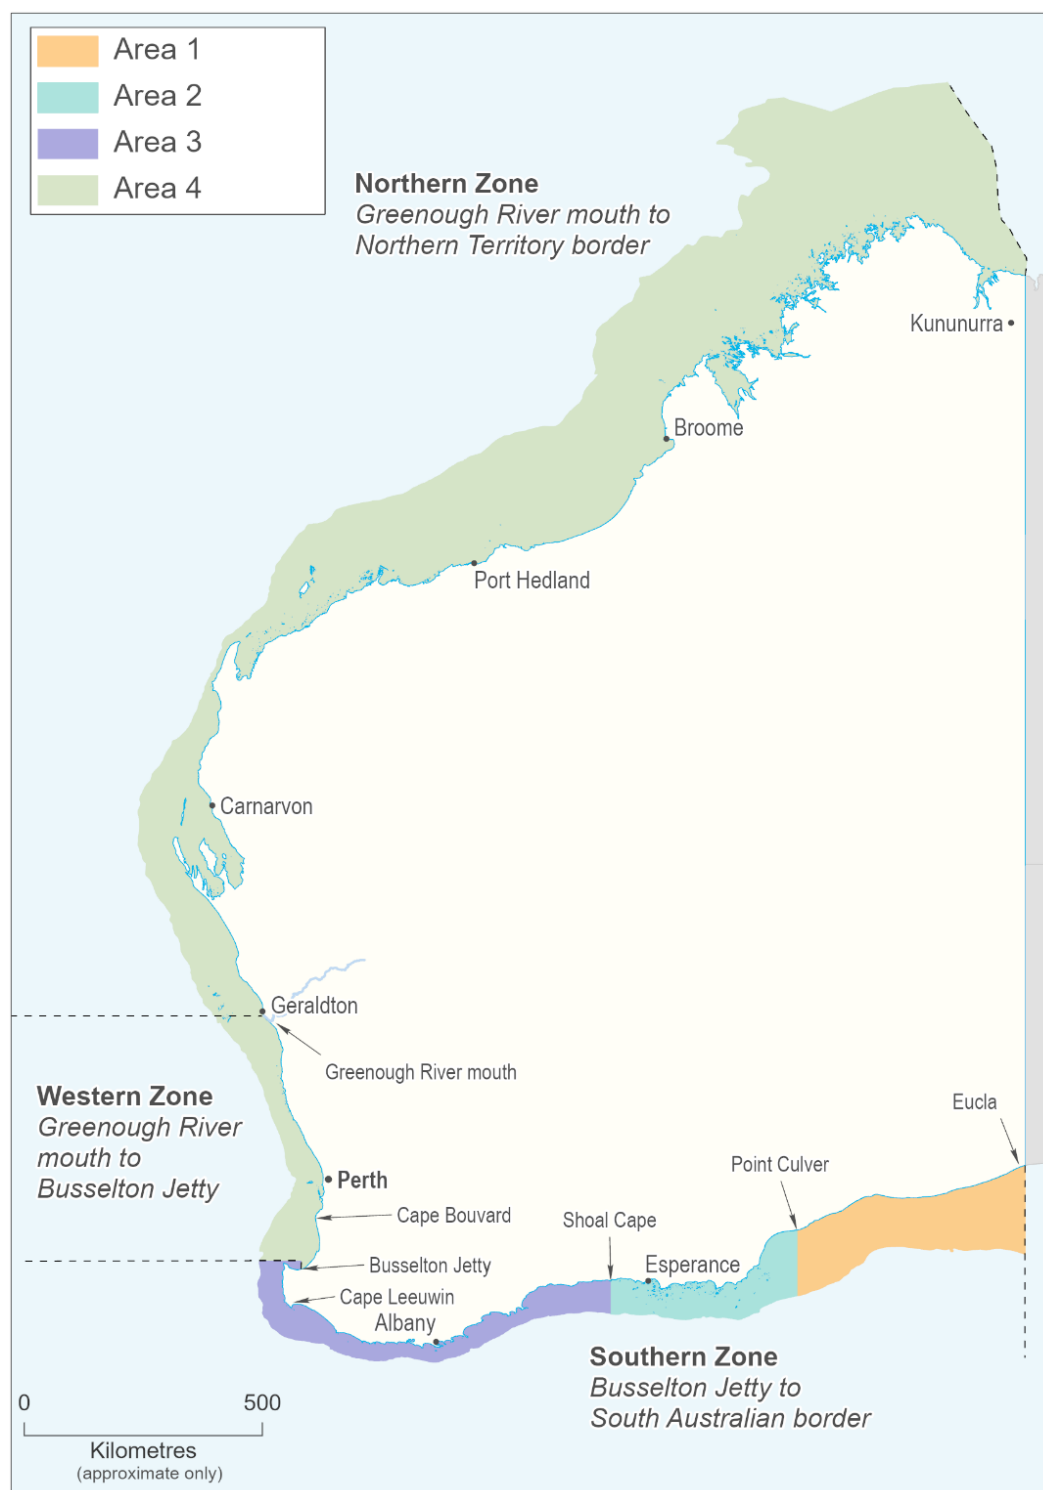 Area 1
Area 2
Area 3
Area 4
Northern Zone
Greenough River mouth to
Northern Territory border
Kununurra
Broome
Port Hedland
Carnarvon
Geraldton
Greenough River mouth
Western Zone
Greenough River
mouth to
Busselton Jetty
Eucla
Point Culver
Perth
Cape Bouvard
Shoal Cape
Busselton Jetty
Esperance
Cape Leeuwin
Albany
Southern Zone
Busselton Jetty to
South Australian border
0 500
Kilometres
(approximate only)